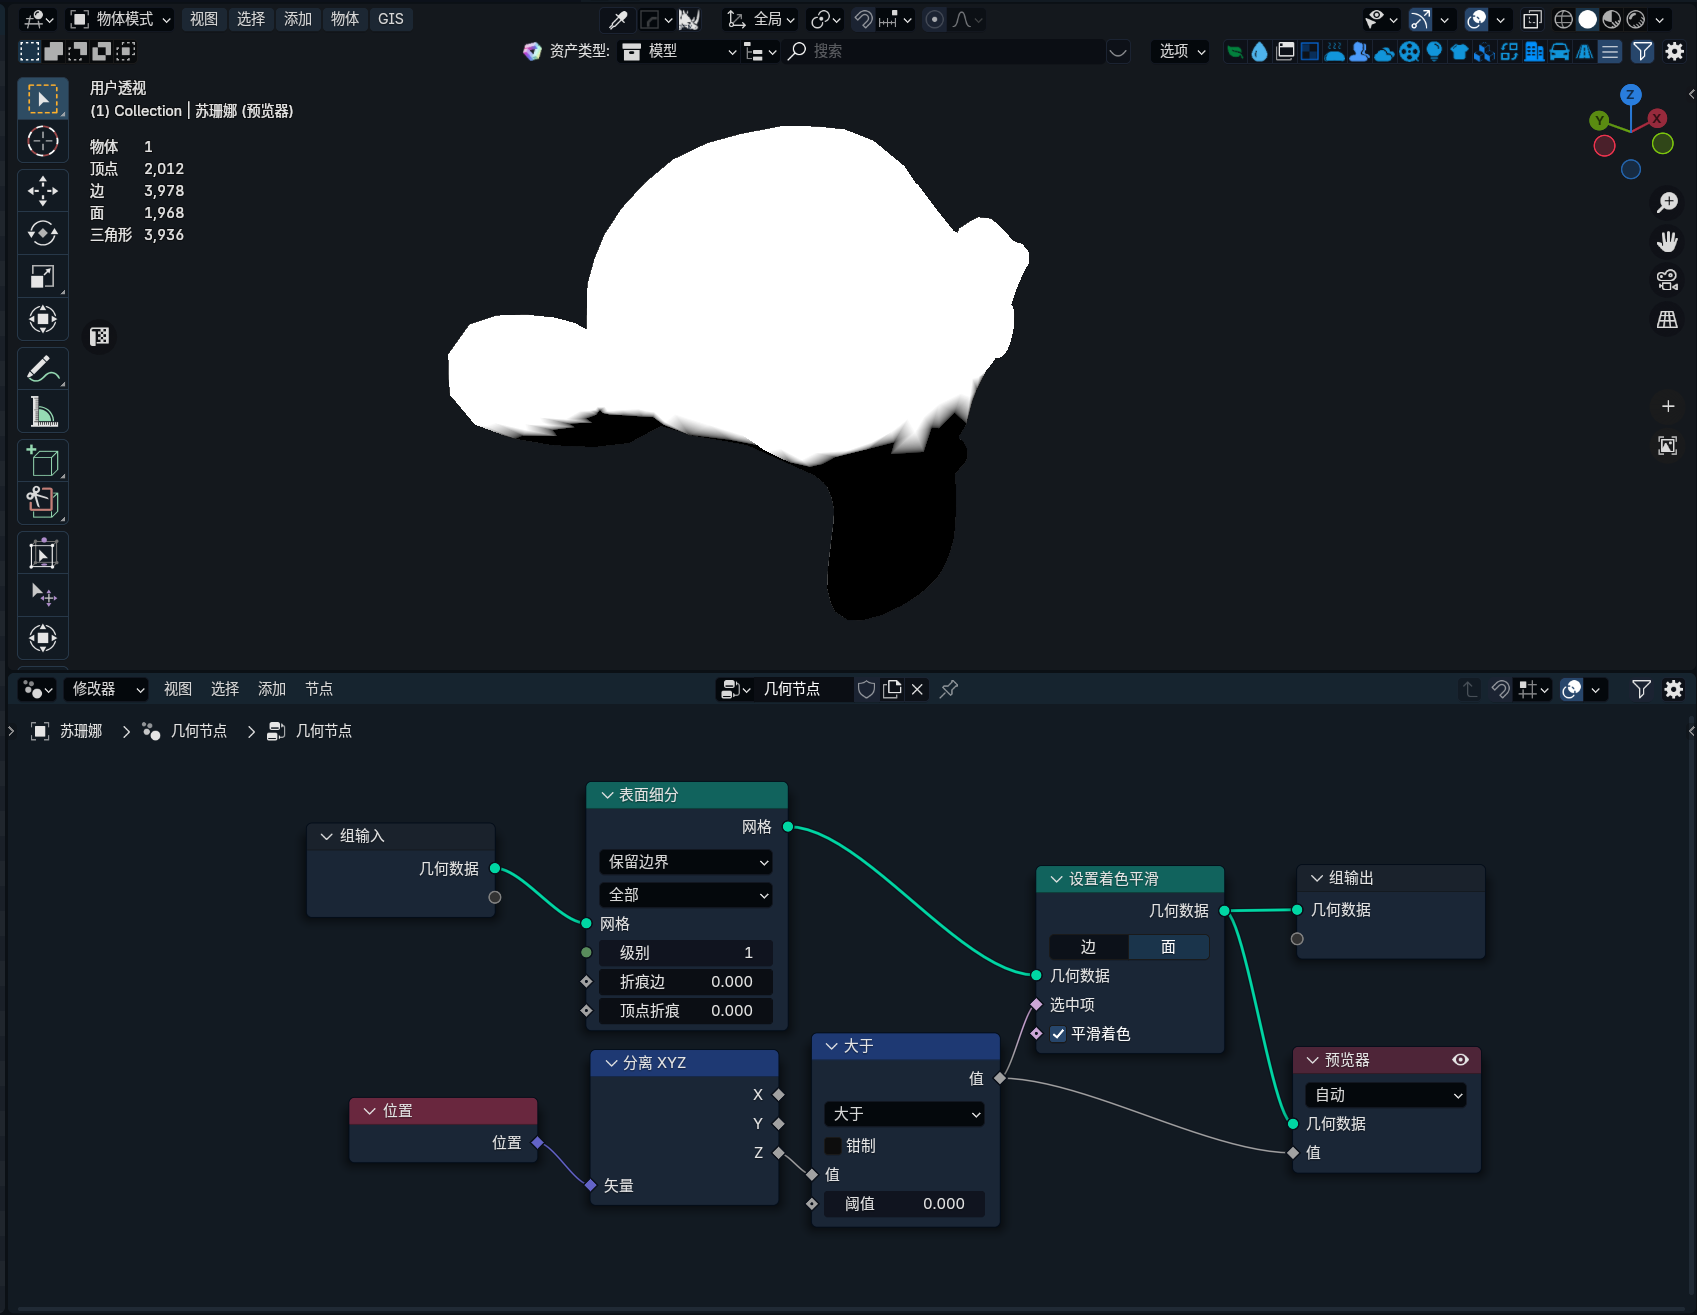 物体模式 视图 选择 添加 物体 GIS 全局
资产类型: 模型 搜索 选项
用户透视
(1) Collection | 苏珊娜 (预览器)
物体 1
顶点 2,012
边 3,978
面 1,968
三角形 3,936
Z
Y
X
修改器 视图 选择 添加 节点 几何节点
苏珊娜 几何节点 几何节点
组输入
几何数据
表面细分
网格
保留边界
全部
网格
级别 1
折痕边 0.000
顶点折痕 0.000
设置着色平滑
几何数据
边 面
几何数据
选中项
平滑着色
组输出
几何数据
位置
位置
分离 XYZ
X
Y
Z
矢量
大于
值
大于
钳制
值
阈值 0.000
预览器
自动
几何数据
值